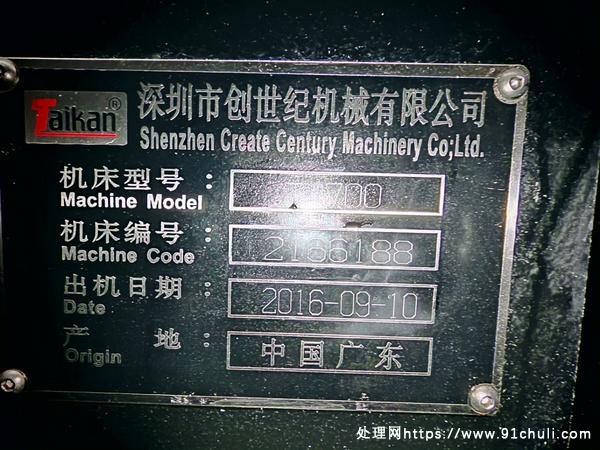 Taikan®
深圳市创世纪机械有限公司
Shenzhen Create Century Machinery Co;Ltd.
机床型号：
Machine Model
机床编号：
Machine Code
2166188
出机日期：
Date
2016-09-10
产 地：
Origin
中国广东
处理网https://www.91chuli.com/